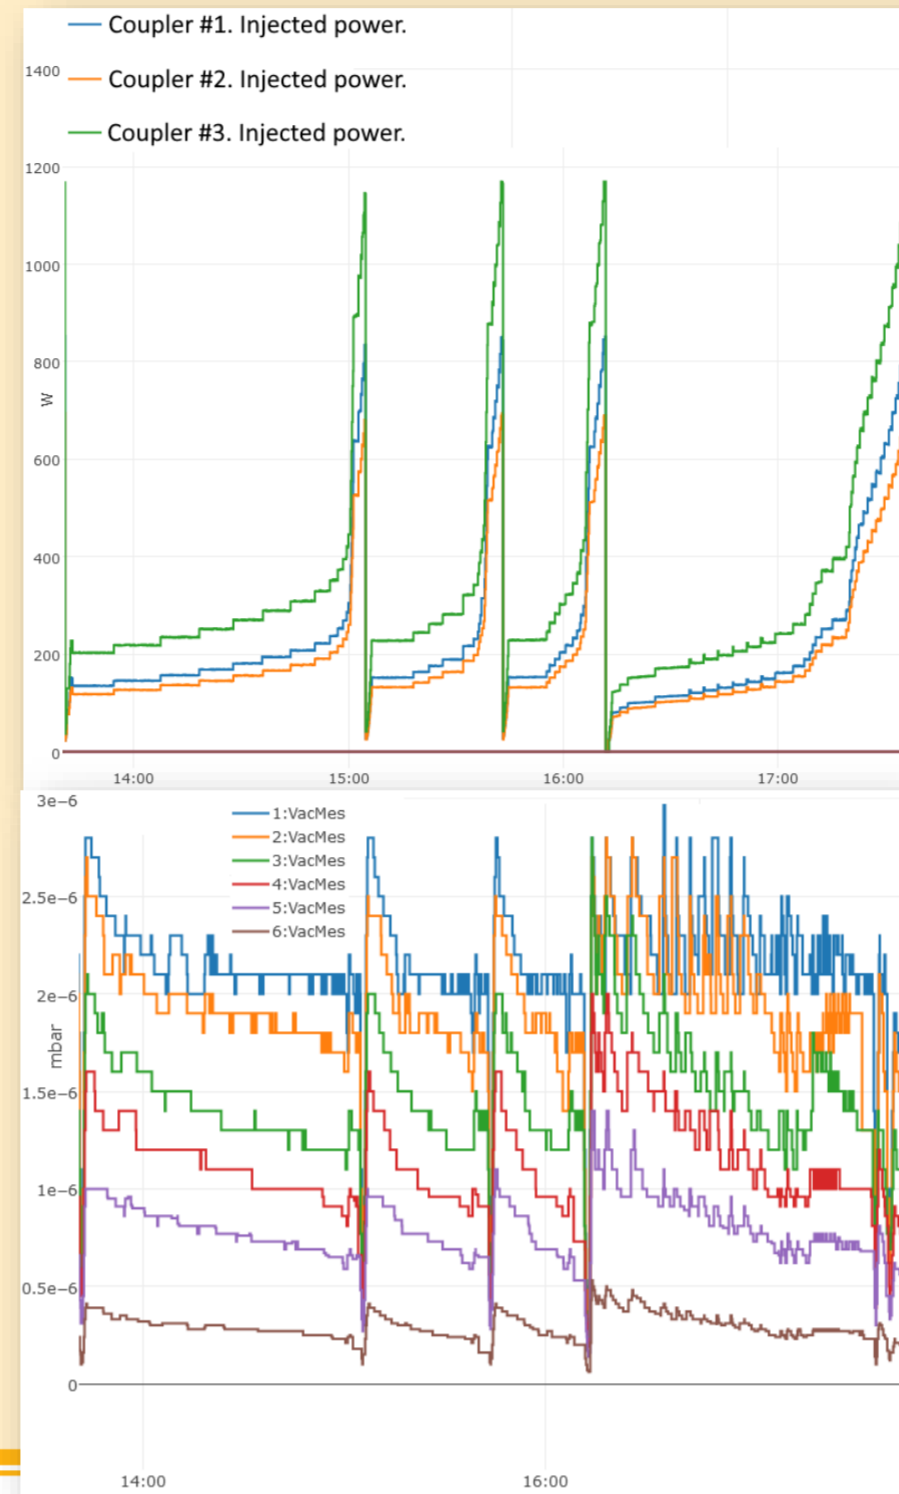 Coupler #1. Injected power.
1400
Coupler #2. Injected power.
Coupler #3. Injected power.
1200
1000
800
W
600
400
200
0
14:00 15:00 16:00 17:00
3e-6
1:VacMes
2:VacMes
3:VacMes
4:VacMes
2.5e-6
5:VacMes
6:VacMes
2e-6
mbar
1.5e-6
1e-6
0.5e-6
0
14:00 16:00